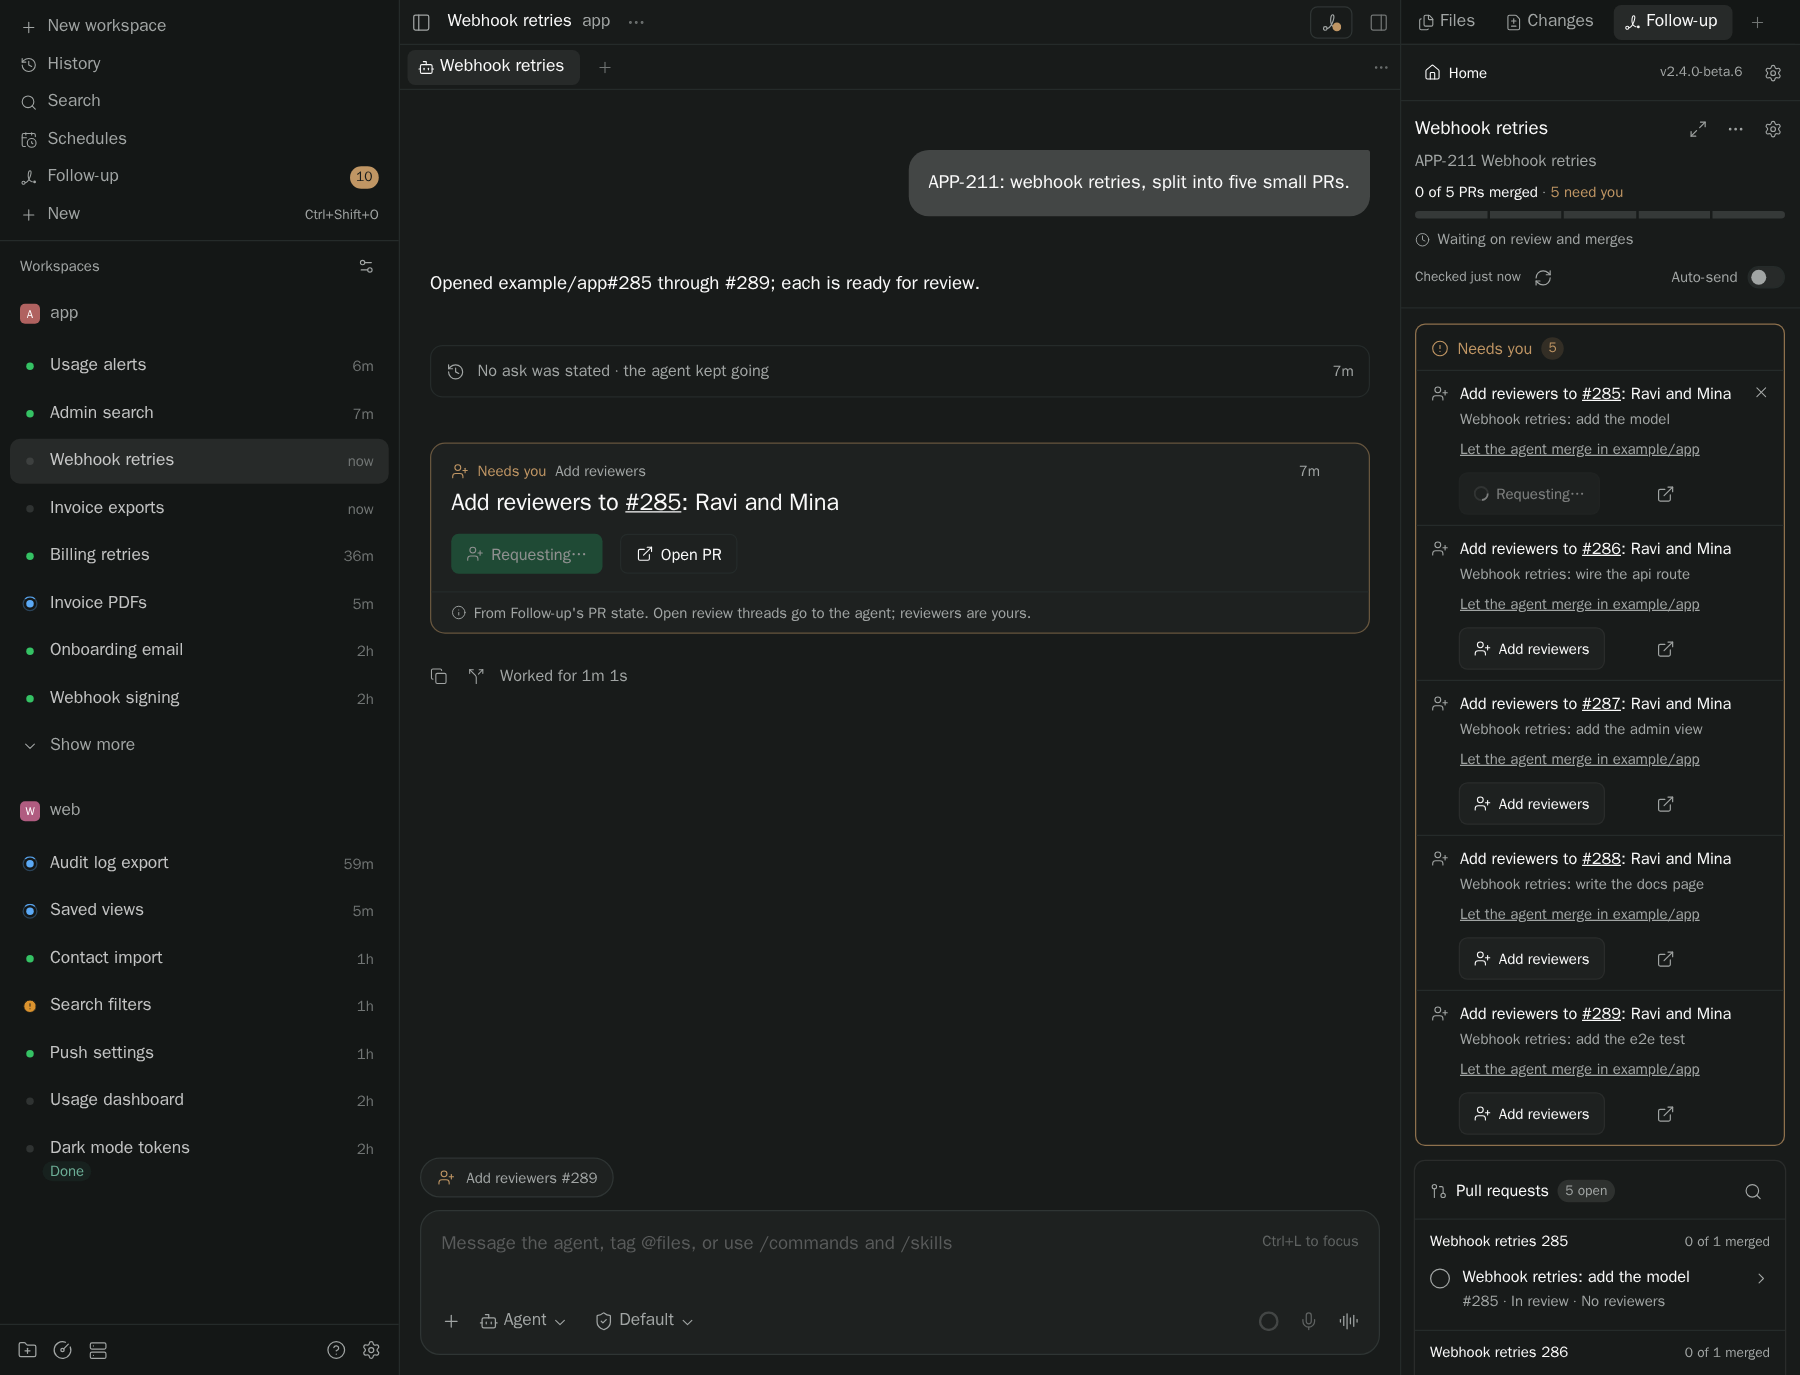 New workspace
History
Search
Schedules
Follow-up 10
New Ctrl+Shift+O
Workspaces
A app
Usage alerts 6m
Admin search 7m
Webhook retries now
Invoice exports now
Billing retries 36m
Invoice PDFs 5m
Onboarding email 2h
Webhook signing 2h
Show more
W web
Audit log export 59m
Saved views 5m
Contact import 1h
Search filters 1h
Push settings 1h
Usage dashboard 2h
Dark mode tokens 2h
Done
Webhook retries app
Webhook retries
APP-211: webhook retries, split into five small PRs.
Opened example/app#285 through #289; each is ready for review.
No ask was stated · the agent kept going 7m
Needs you Add reviewers 7m
Add reviewers to #285: Ravi and Mina
Requesting··· Open PR
From Follow-up's PR state. Open review threads go to the agent; reviewers are yours.
Worked for 1m 1s
Add reviewers #289
Message the agent, tag @files, or use /commands and /skills Ctrl+L to focus
Agent Default
Files Changes Follow-up
Home v2.4.0-beta.6
Webhook retries
APP-211 Webhook retries
0 of 5 PRs merged · 5 need you
Waiting on review and merges
Checked just now Auto-send
Needs you 5
Add reviewers to #285: Ravi and Mina
Webhook retries: add the model
Let the agent merge in example/app
Requesting···
Add reviewers to #286: Ravi and Mina
Webhook retries: wire the api route
Let the agent merge in example/app
Add reviewers
Add reviewers to #287: Ravi and Mina
Webhook retries: add the admin view
Let the agent merge in example/app
Add reviewers
Add reviewers to #288: Ravi and Mina
Webhook retries: write the docs page
Let the agent merge in example/app
Add reviewers
Add reviewers to #289: Ravi and Mina
Webhook retries: add the e2e test
Let the agent merge in example/app
Add reviewers
Pull requests 5 open
Webhook retries 285 0 of 1 merged
Webhook retries: add the model
#285 · In review · No reviewers
Webhook retries 286 0 of 1 merged